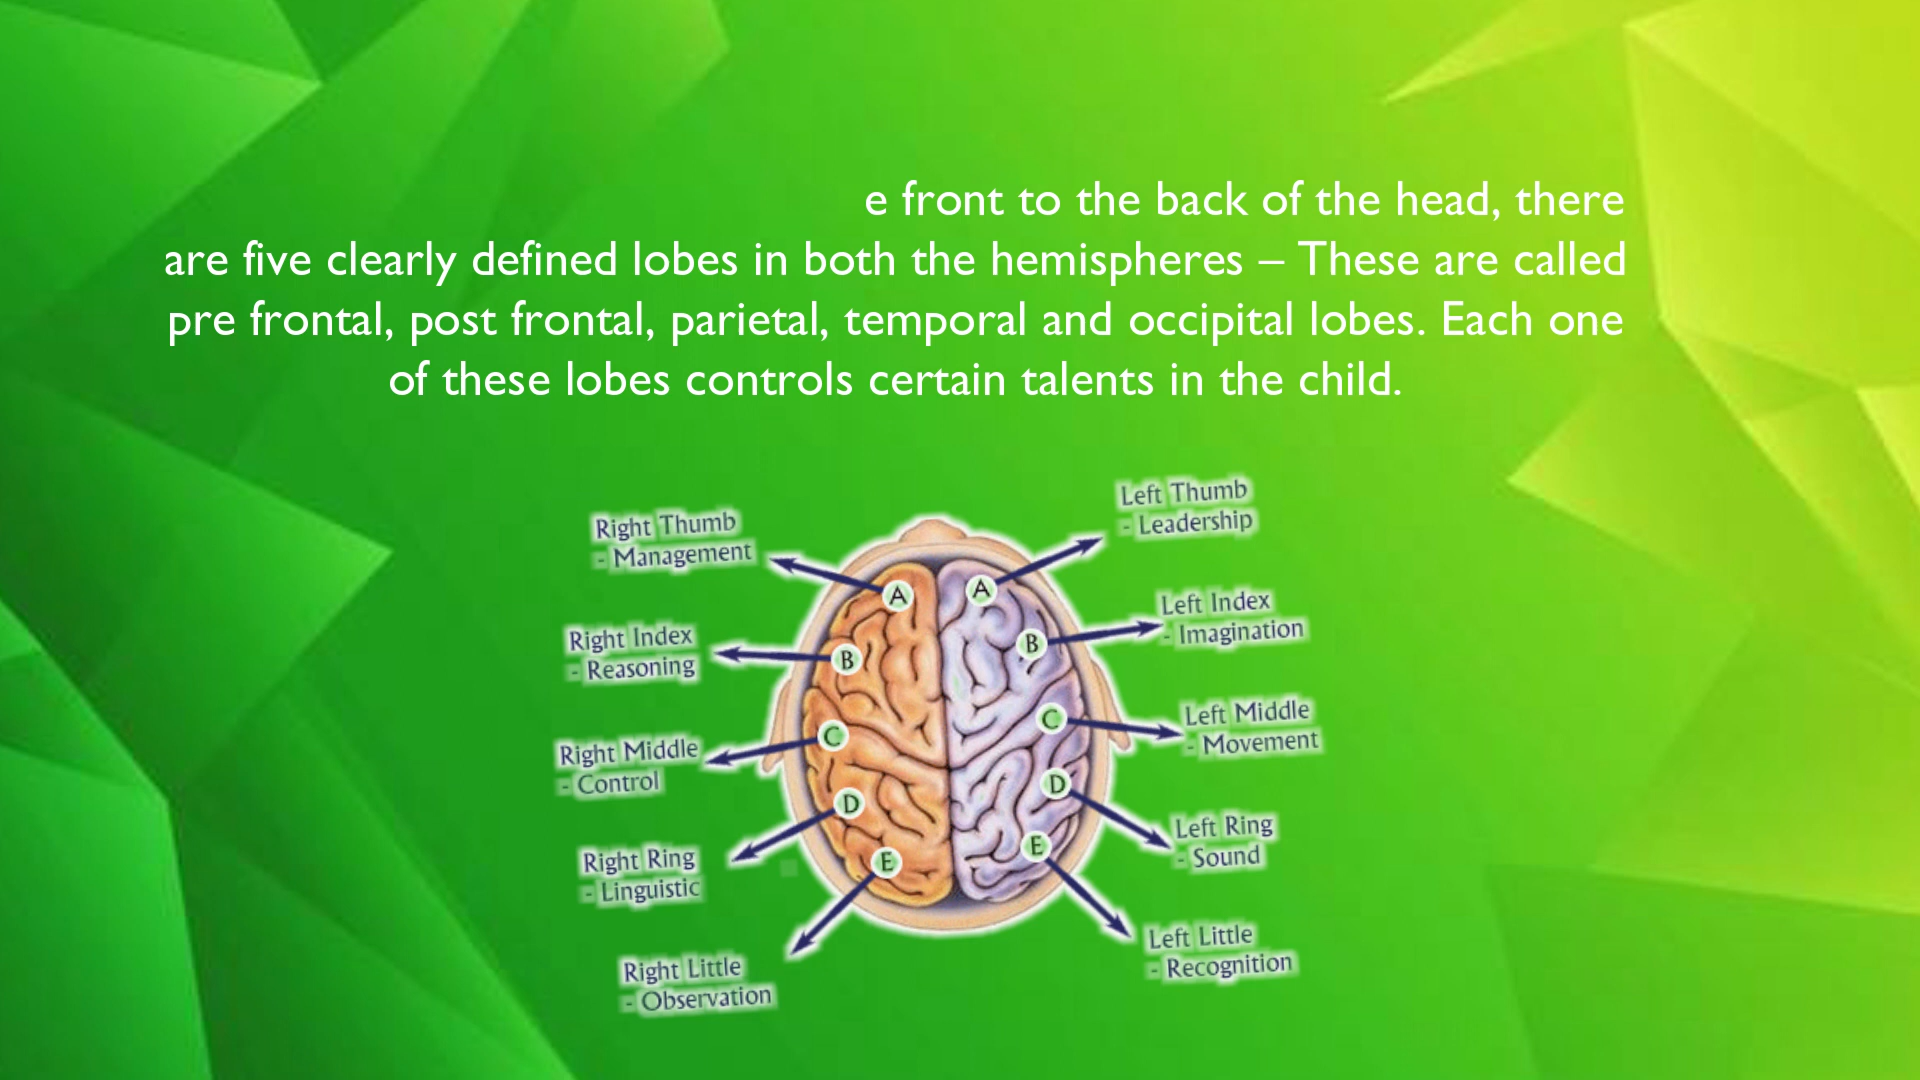 e front to the back of the head, there
are five clearly defined lobes in both the hemispheres – These are called
pre frontal, post frontal, parietal, temporal and occipital lobes. Each one
of these lobes controls certain talents in the child.
Left Thumb
- Leadership
Right Thumb
- Management
A
A
Left Index
- Imagination
Right Index
- Reasoning
B
B
Left Middle
- Movement
Right Middle
- Control
C
C
D
D
Left Ring
- Sound
Right Ring
- Linguistic
E
E
Left Little
- Recognition
Right Little
- Observation